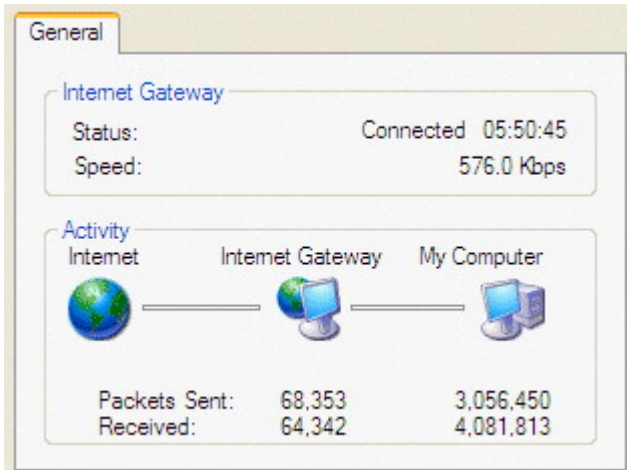 General
Internet Gateway
Status: Connected 05:50:45
Speed: 576.0 Kbps
Activity
Internet Internet Gateway My Computer
Packets Sent: 68,353 3,056,450
Received: 64,342 4,081,813